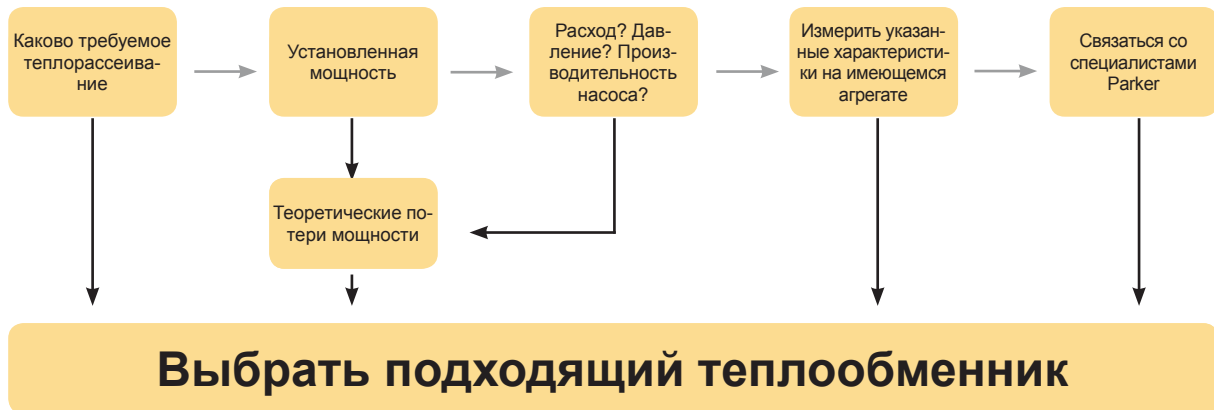 Каково требуемое
теплорассеива-
ние
Установленная
мощность
Расход? Дав-
ление? Произ-
водительность
насоса?
Измерить указан-
ные характеристи-
ки на имеющемся
агрегате
Связаться со
специалистами
Parker
Теоретические по-
тери мощности
Выбрать подходящий теплообменник